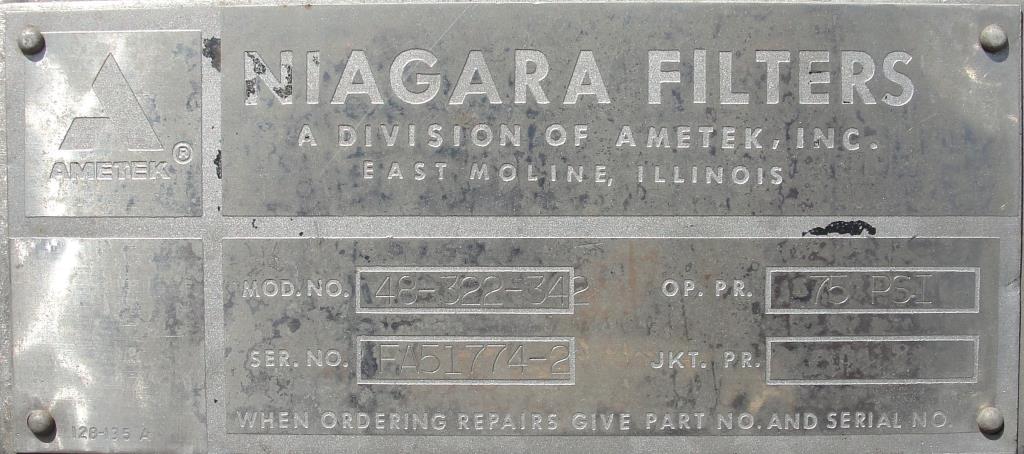 AMETEK ®
NIAGARA FILTERS
A DIVISION OF AMETEK, INC.
EAST MOLINE, ILLINOIS
MOD. NO. 48-322-342 OP. PR. 75 PSI
SER. NO. FA51774-2 JKT. PR.
WHEN ORDERING REPAIRS GIVE PART NO. AND SERIAL NO.
128-135 A